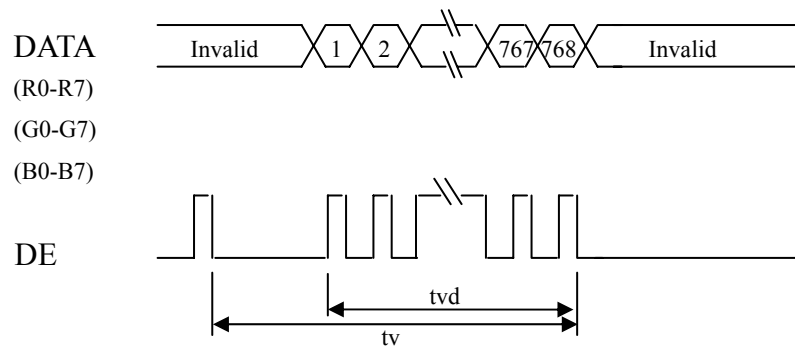 DATA Invalid 1 2 767 768 Invalid
(R0-R7)
(G0-G7)
(B0-B7)
DE
tvd
tv